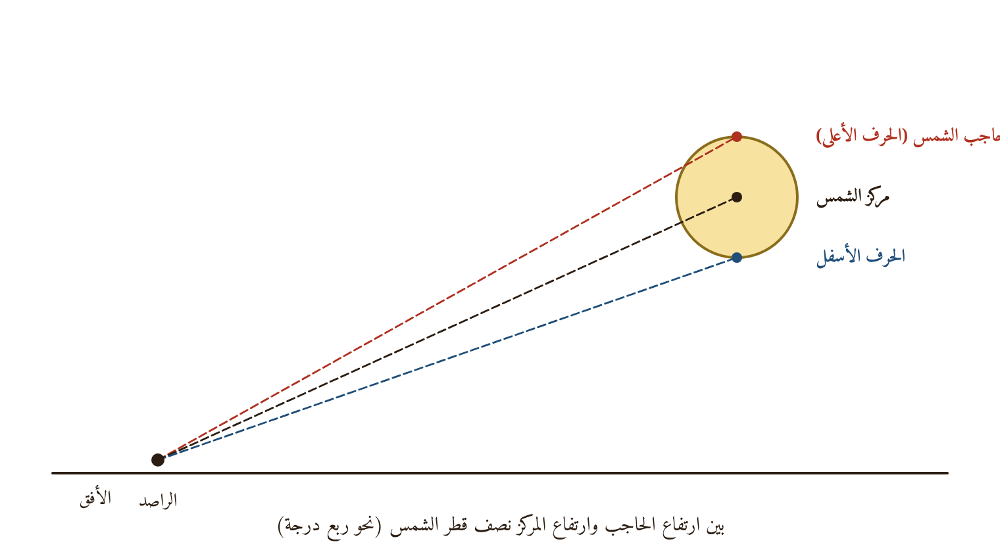 حاجب الشمس (الحرف الأعلى)
مركز الشمس
الحرف الأسفل
الراصد
الأفق
بين ارتفاع الحاجب وارتفاع المركز نصف قطر الشمس (نحو ربع درجة)